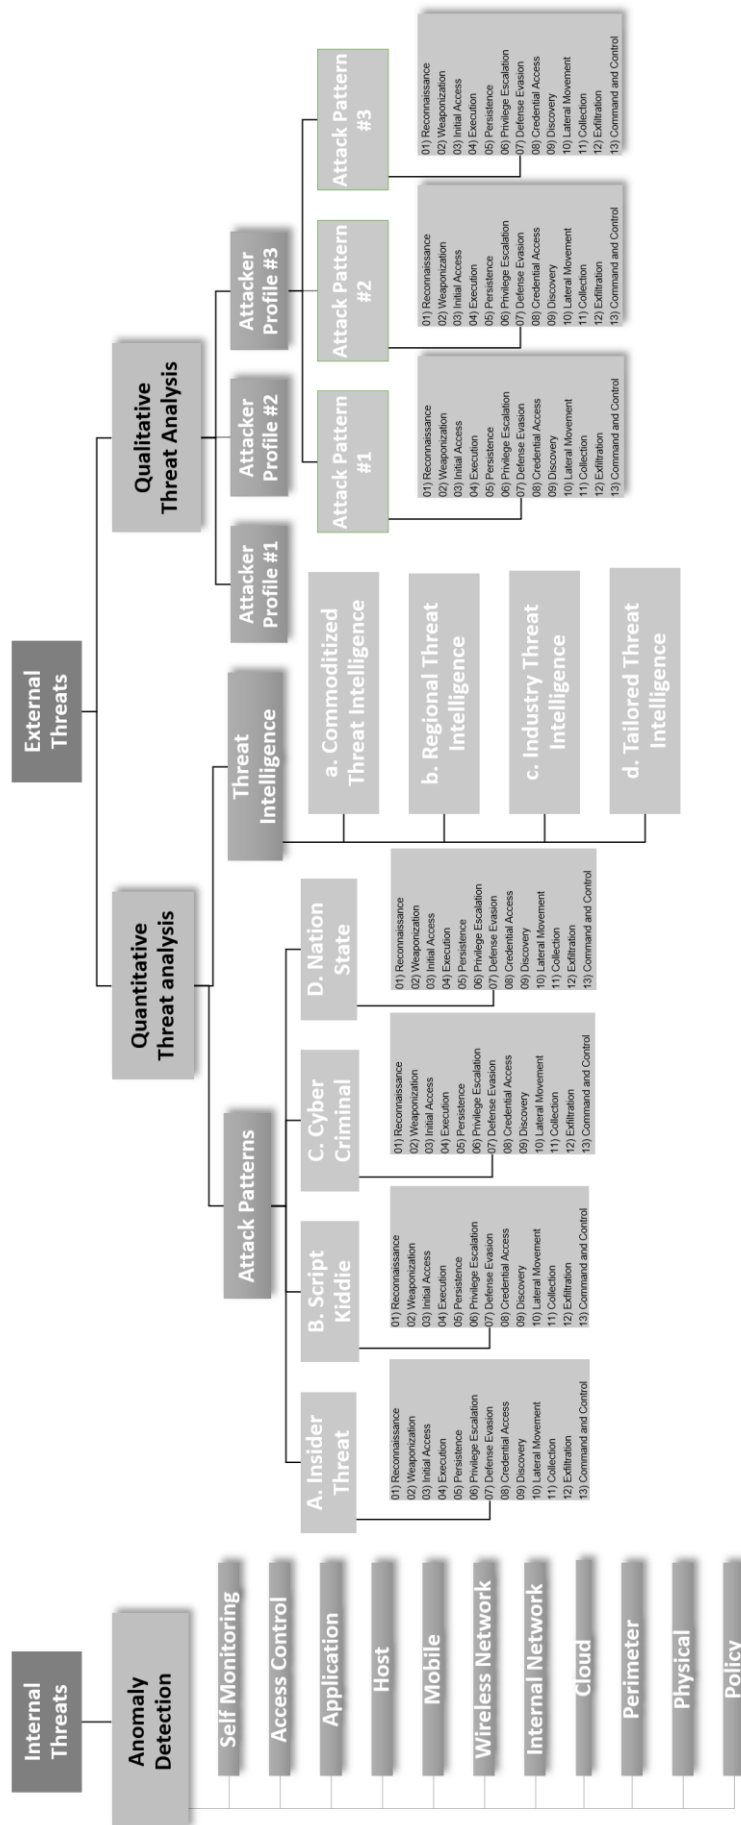 Internal
Threats
Anomaly
Detection
Self Monitoring
Access Control
Application
Host
Mobile
Wireless Network
Internal Network
Cloud
Perimeter
Physical
Policy
External
Threats
Quantitative
Threat analysis
Attack Patterns
A. Insider
Threat
01) Reconnaissance
02) Weaponization
03) Initial Access
04) Execution
05) Persistence
06) Privilege Escalation
07) Defense Evasion
08) Credential Access
09) Discovery
10) Lateral Movement
11) Collection
12) Exfiltration
13) Command and Control
B. Script
Kiddie
01) Reconnaissance
02) Weaponization
03) Initial Access
04) Execution
05) Persistence
06) Privilege Escalation
07) Defense Evasion
08) Credential Access
09) Discovery
10) Lateral Movement
11) Collection
12) Exfiltration
13) Command and Control
C. Cyber
Criminal
01) Reconnaissance
02) Weaponization
03) Initial Access
04) Execution
05) Persistence
06) Privilege Escalation
07) Defense Evasion
08) Credential Access
09) Discovery
10) Lateral Movement
11) Collection
12) Exfiltration
13) Command and Control
D. Nation
State
01) Reconnaissance
02) Weaponization
03) Initial Access
04) Execution
05) Persistence
06) Privilege Escalation
07) Defense Evasion
08) Credential Access
09) Discovery
10) Lateral Movement
11) Collection
12) Exfiltration
13) Command and Control
Threat
Intelligence
a. Commoditized
Threat Intelligence
b. Regional Threat
Intelligence
c. Industry Threat
Intelligence
d. Tailored Threat
Intelligence
Qualitative
Threat Analysis
Attacker
Profile #1
Attacker
Profile #2
Attacker
Profile #3
Attack Pattern
#1
01) Reconnaissance
02) Weaponization
03) Initial Access
04) Execution
05) Persistence
06) Privilege Escalation
07) Defense Evasion
08) Credential Access
09) Discovery
10) Lateral Movement
11) Collection
12) Exfiltration
13) Command and Control
Attack Pattern
#2
01) Reconnaissance
02) Weaponization
03) Initial Access
04) Execution
05) Persistence
06) Privilege Escalation
07) Defense Evasion
08) Credential Access
09) Discovery
10) Lateral Movement
11) Collection
12) Exfiltration
13) Command and Control
Attack Pattern
#3
01) Reconnaissance
02) Weaponization
03) Initial Access
04) Execution
05) Persistence
06) Privilege Escalation
07) Defense Evasion
08) Credential Access
09) Discovery
10) Lateral Movement
11) Collection
12) Exfiltration
13) Command and Control